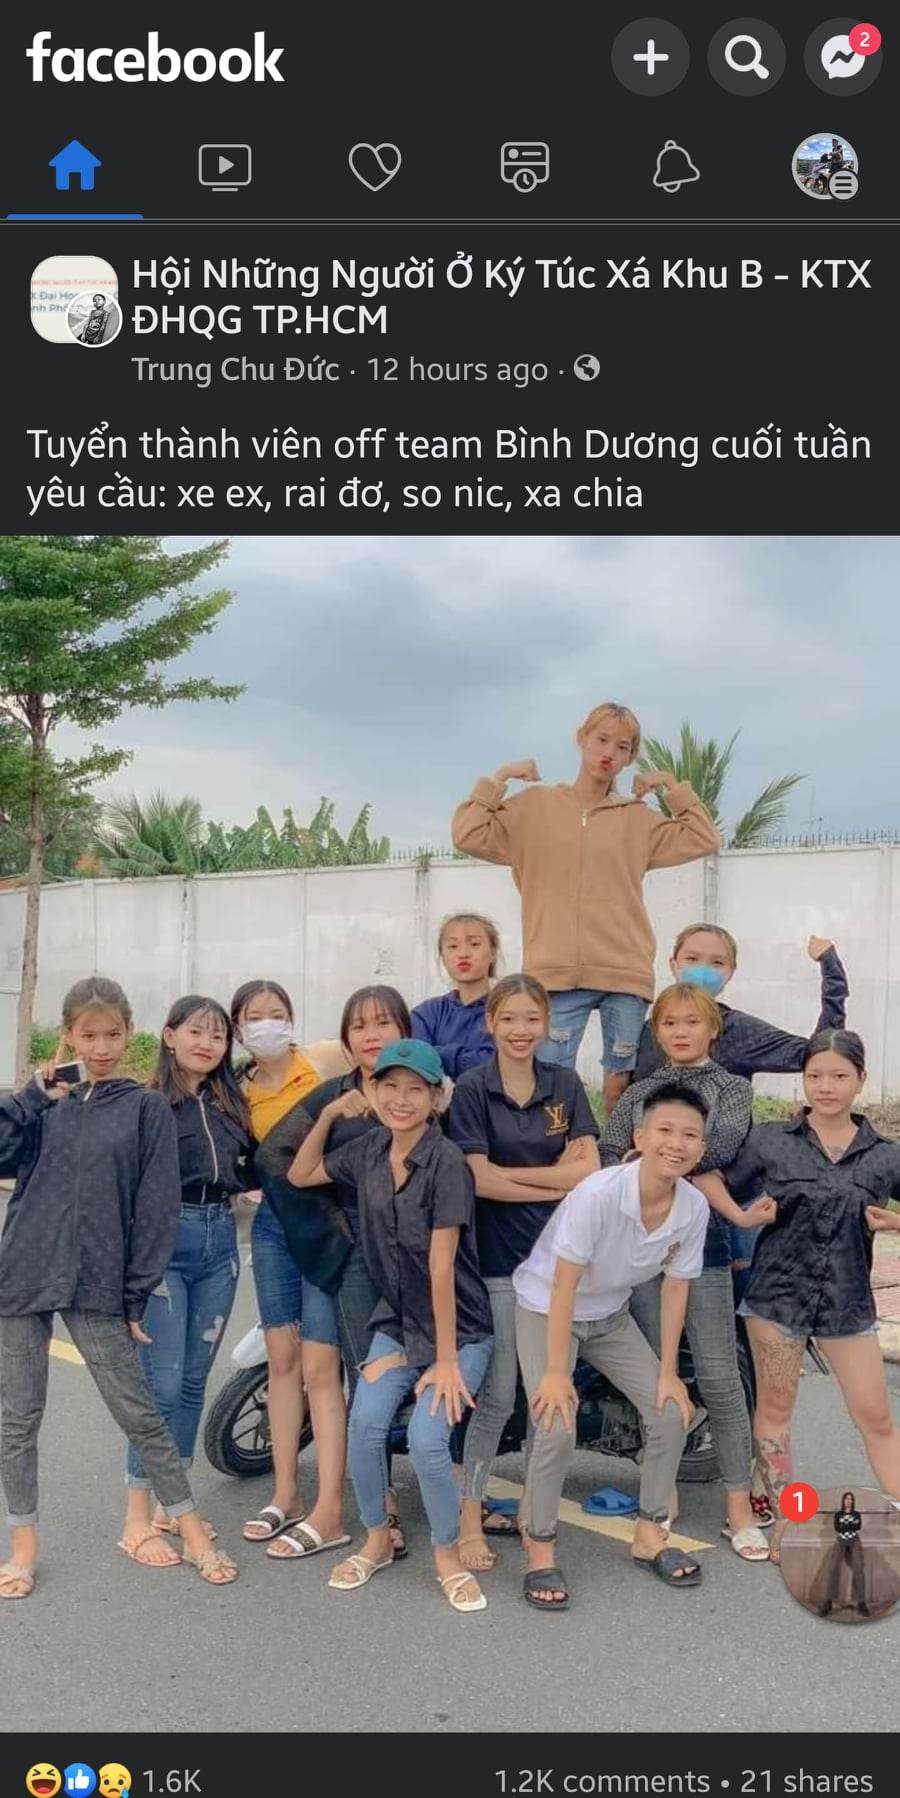 facebook
2
Hội Những Người Ở Ký Túc Xá Khu B - KTX
ĐHQG TP.HCM
Trung Chu Đức · 12 hours ago ·
Tuyển thành viên off team Bình Dương cuối tuần
yêu cầu: xe ex, rai đơ, so nic, xa chia
1
1.6K
1.2K comments • 21 shares